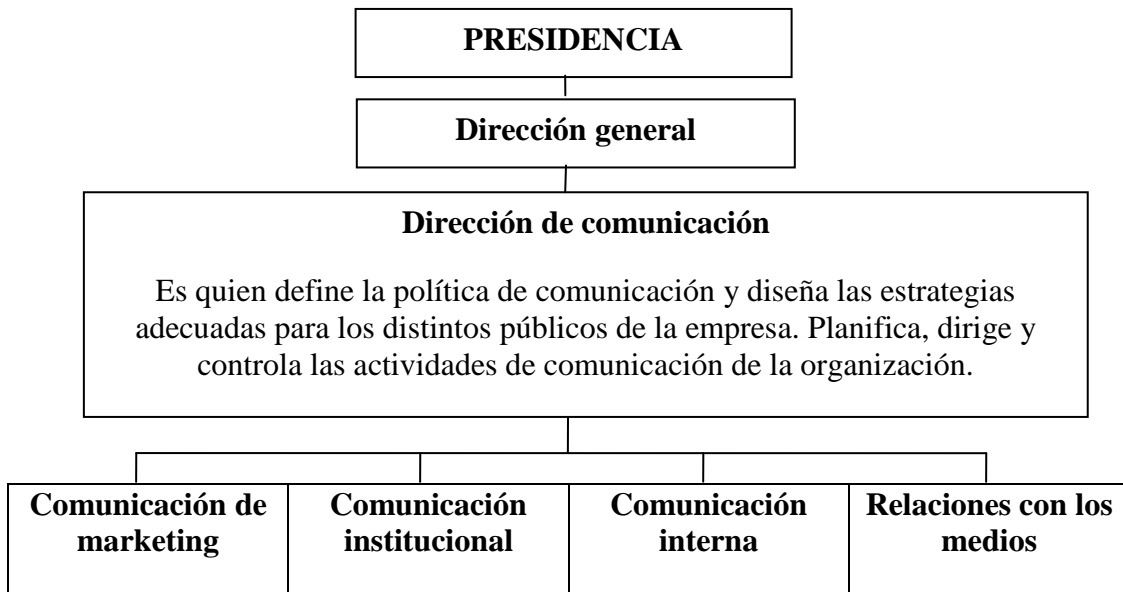 PRESIDENCIA
Dirección general
Dirección de comunicación
Es quien define la política de comunicación y diseña las estrategias
adecuadas para los distintos públicos de la empresa. Planifica, dirige y
controla las actividades de comunicación de la organización.
Comunicación de
marketing
Comunicación
institucional
Comunicación
interna
Relaciones con los
medios